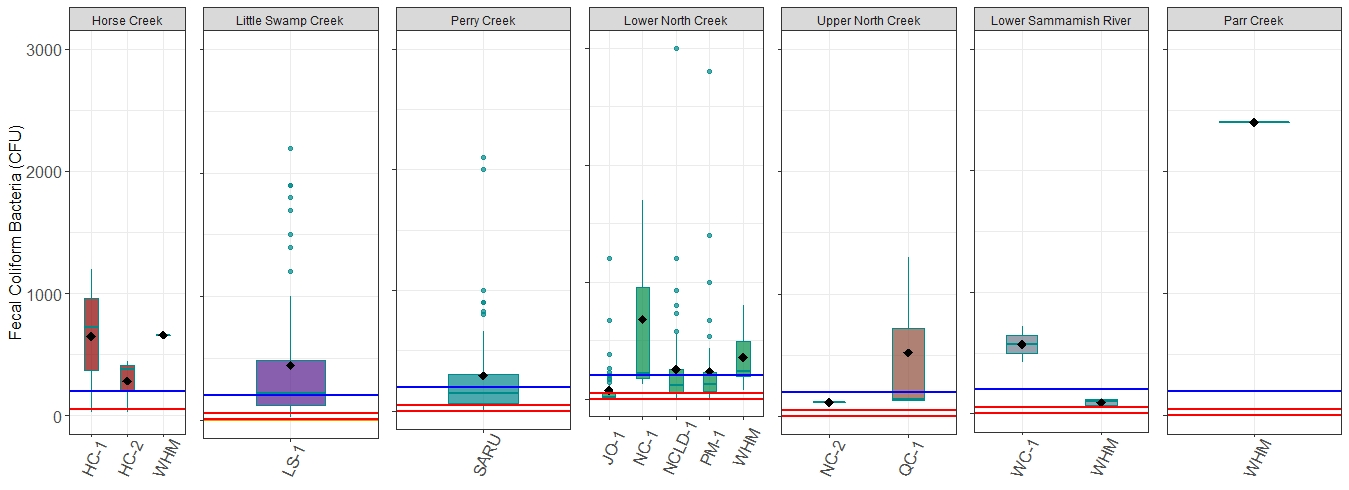 Horse Creek
Little Swamp Creek
Perry Creek
Lower North Creek
Upper North Creek
Lower Sammamish River
Parr Creek
Fecal Coliform Bacteria (CFU)
3000
2000
1000
0
HC-1
HC-2
WHM
LS-1
SARU
JO-1
NC-1
NCLD-1
PM-1
WHM
NC-2
QC-1
WC-1
WHM
WHM